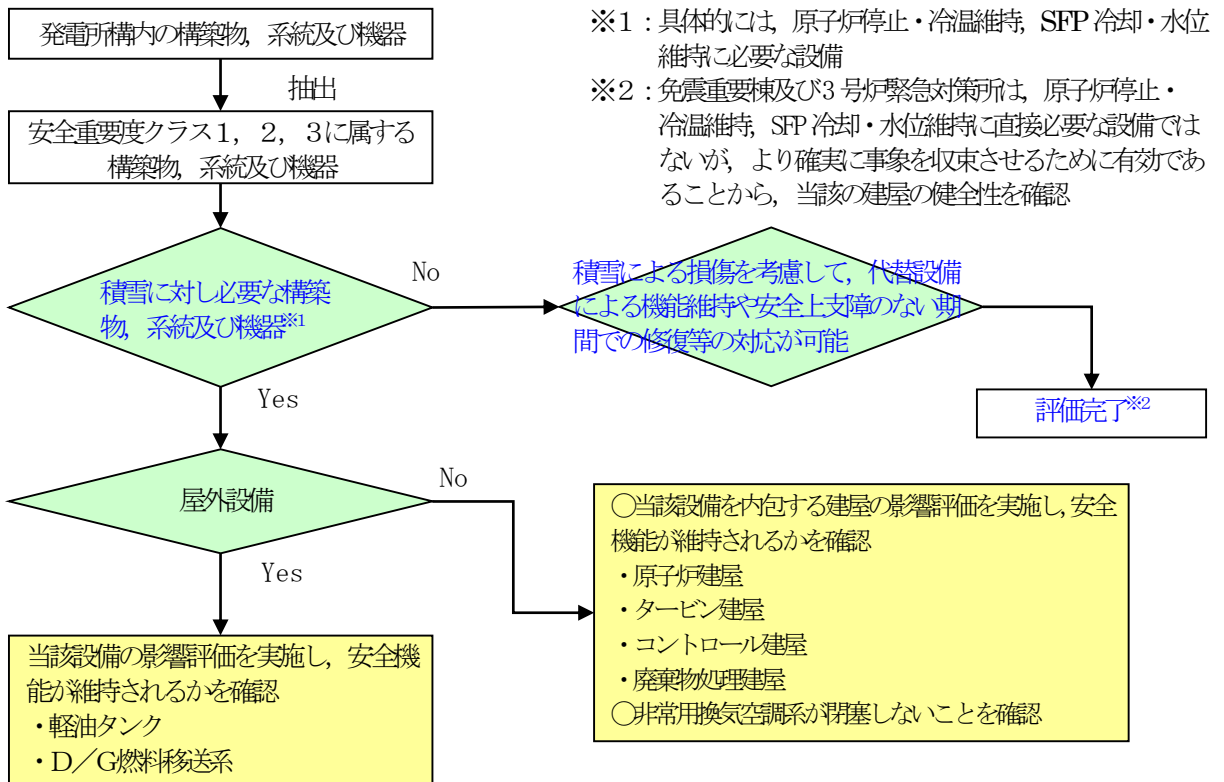 発電所構内の構築物，系統及び機器
抽出
安全重要度クラス１，２，３に属する
構築物，系統及び機器
※１：具体的には，原子炉停止・冷温維持，SFP 冷却・水位
維持に必要な設備
※２：免震重要棟及び3 号炉緊急対策所は，原子炉停止・
冷温維持，SFP 冷却・水位維持に直接必要な設備では
ないが，より確実に事象を収束させるために有効であ
ることから，当該の建屋の健全性を確認
積雪に対し必要な構築
物，系統及び機器※1
No
積雪による損傷を考慮して，代替設備
による機能維持や安全上支障のない期
間での修復等の対応が可能
Yes
評価完了※2
屋外設備
No
Yes
○当該設備を内包する建屋の影響評価を実施し，安全
機能が維持されるかを確認
・原子炉建屋
・タービン建屋
・コントロール建屋
・廃棄物処理建屋
○非常用換気空調系が閉塞しないことを確認
当該設備の影響評価を実施し，安全機
能が維持されるかを確認
・軽油タンク
・Ｄ／Ｇ燃料移送系